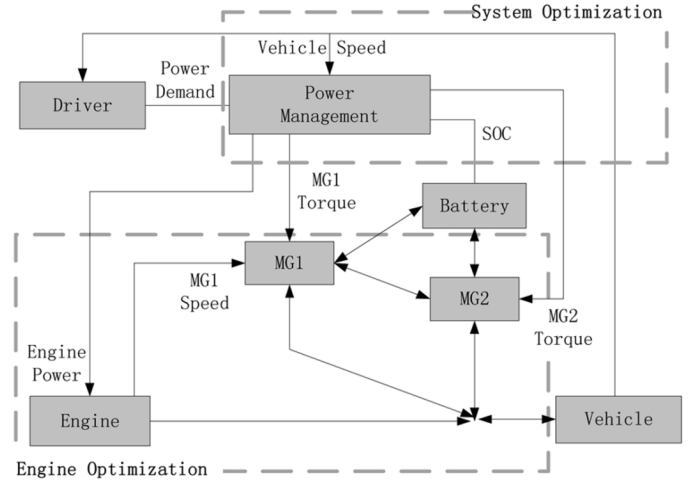 System Optimization
Vehicle Speed
Power
Demand
Driver
Power
Management
SOC
MG1
Torque
Battery
MG1
MG1
Speed
MG2
MG2
Torque
Engine
Power
Engine
Vehicle
Engine Optimization